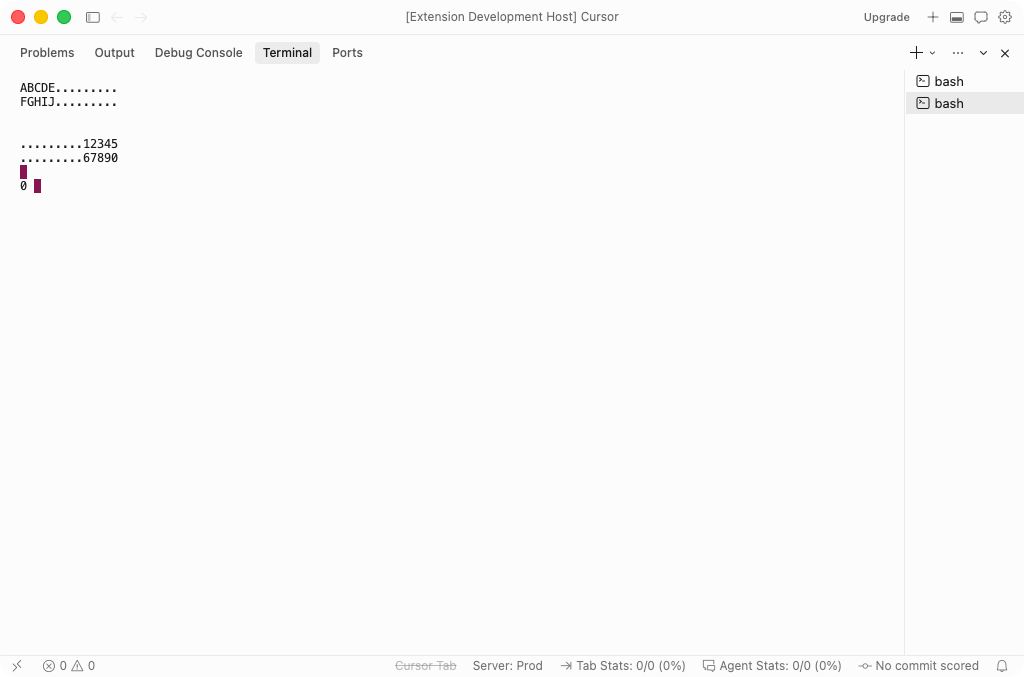 [Extension Development Host] Cursor
Upgrade
Problems Output Debug Console Terminal Ports
ABCDE.........
FGHIJ.........
.........12345
.........67890
0
bash
bash
0 0 Cursor Tab Server: Prod Tab Stats: 0/0 (0%) Agent Stats: 0/0 (0%) No commit scored